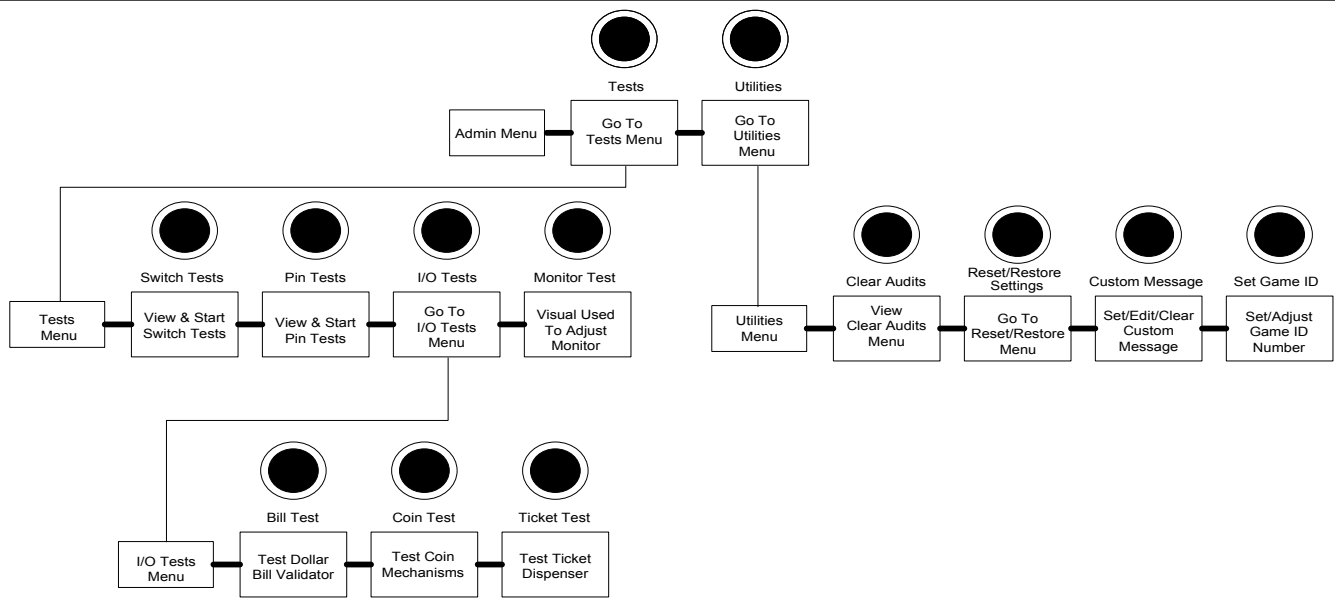 Tests
Utilities
Admin Menu
Go To
Tests Menu
Go To
Utilities
Menu
Switch Tests
Pin Tests
I/O Tests
Monitor Test
Tests
Menu
View & Start
Switch Tests
View & Start
Pin Tests
Go To
I/O Tests
Menu
Visual Used
To Adjust
Monitor
Clear Audits
Reset/Restore
Settings
Custom Message
Set Game ID
Utilities
Menu
View
Clear Audits
Menu
Go To
Reset/Restore
Menu
Set/Edit/Clear
Custom
Message
Set/Adjust
Game ID
Number
Bill Test
Coin Test
Ticket Test
I/O Tests
Menu
Test Dollar
Bill Validator
Test Coin
Mechanisms
Test Ticket
Dispenser